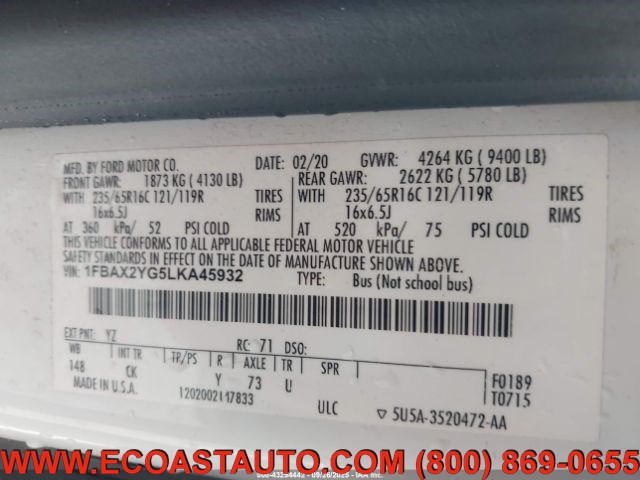 MFD. BY FORD MOTOR CO. DATE: 02/20 GVWR: 4264 KG ( 9400 LB)
FRONT GAWR: 1873 KG ( 4130 LB) REAR GAWR: 2622 KG ( 5780 LB)
WITH 235/65R16C 121/119R TIRES WITH 235/65R16C 121/119R TIRES
16x6.5J RIMS 16x6.5J RIMS
AT 360 kPa/ 52 PSI COLD AT 520 kPa/ 75 PSI COLD
THIS VEHICLE CONFORMS TO ALL APPLICABLE FEDERAL MOTOR VEHICLE
SAFETY STANDARDS IN EFFECT ON THE DATE OF MANUFACTURE SHOWN ABOVE.
VIN: 1FBAX2YG5LKA45932 TYPE: Bus (Not school bus)
EXT PNT: YZ RC: 71 DSO:
WB INT TR TP/PS R AXLE TR SPR
148 CK Y 73 U
F0189
MADE IN U.S.A. T0715
1202002117833 ULC ▽ 5U5A-3520472-AA
WWW.ECOASTAUTO.COM (800) 869-0655